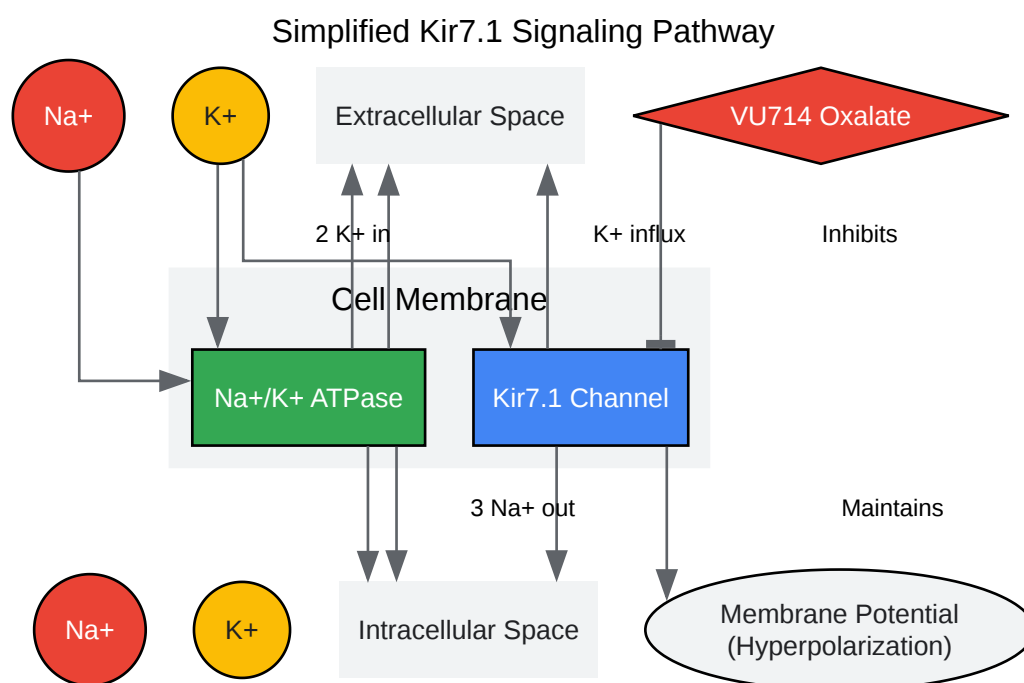 Simplified Kir7.1 Signaling Pathway
Na+
K+
Extracellular Space
VU714 Oxalate
2 K+ in
K+ influx
Inhibits
Cell Membrane
Na+/K+ ATPase
Kir7.1 Channel
3 Na+ out
Maintains
Na+
K+
Intracellular Space
Membrane Potential
(Hyperpolarization)